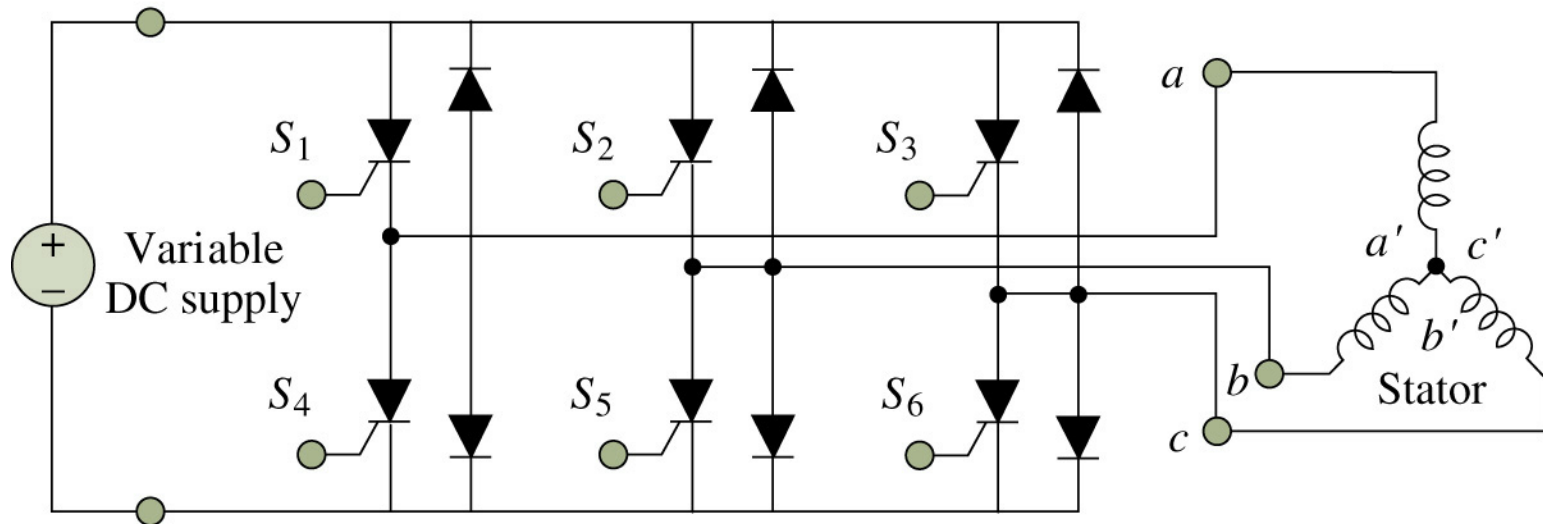 a
S₁
S₂
S₃
+
−
Variable
DC supply
a′
c′
b′
S₄
S₅
S₆
b
Stator
c